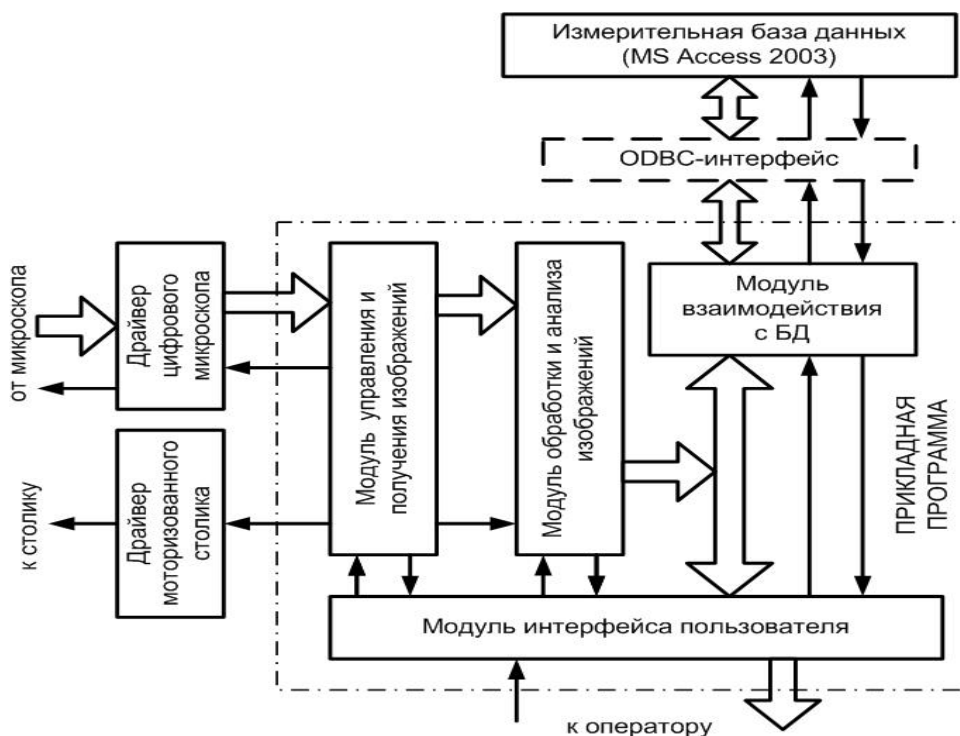 Измерительная база данных
(MS Access 2003)
ODBC-интерфейс
от микроскопа
Драйвер
цифрового
микроскопа
Модуль управления и
получения изображений
Модуль обработки и анализа
изображений
Модуль
взаимодействия
с БД
к столику
Драйвер
моторизованного
столика
ПРИКЛАДНАЯ
ПРОГРАММА
Модуль интерфейса пользователя
к оператору